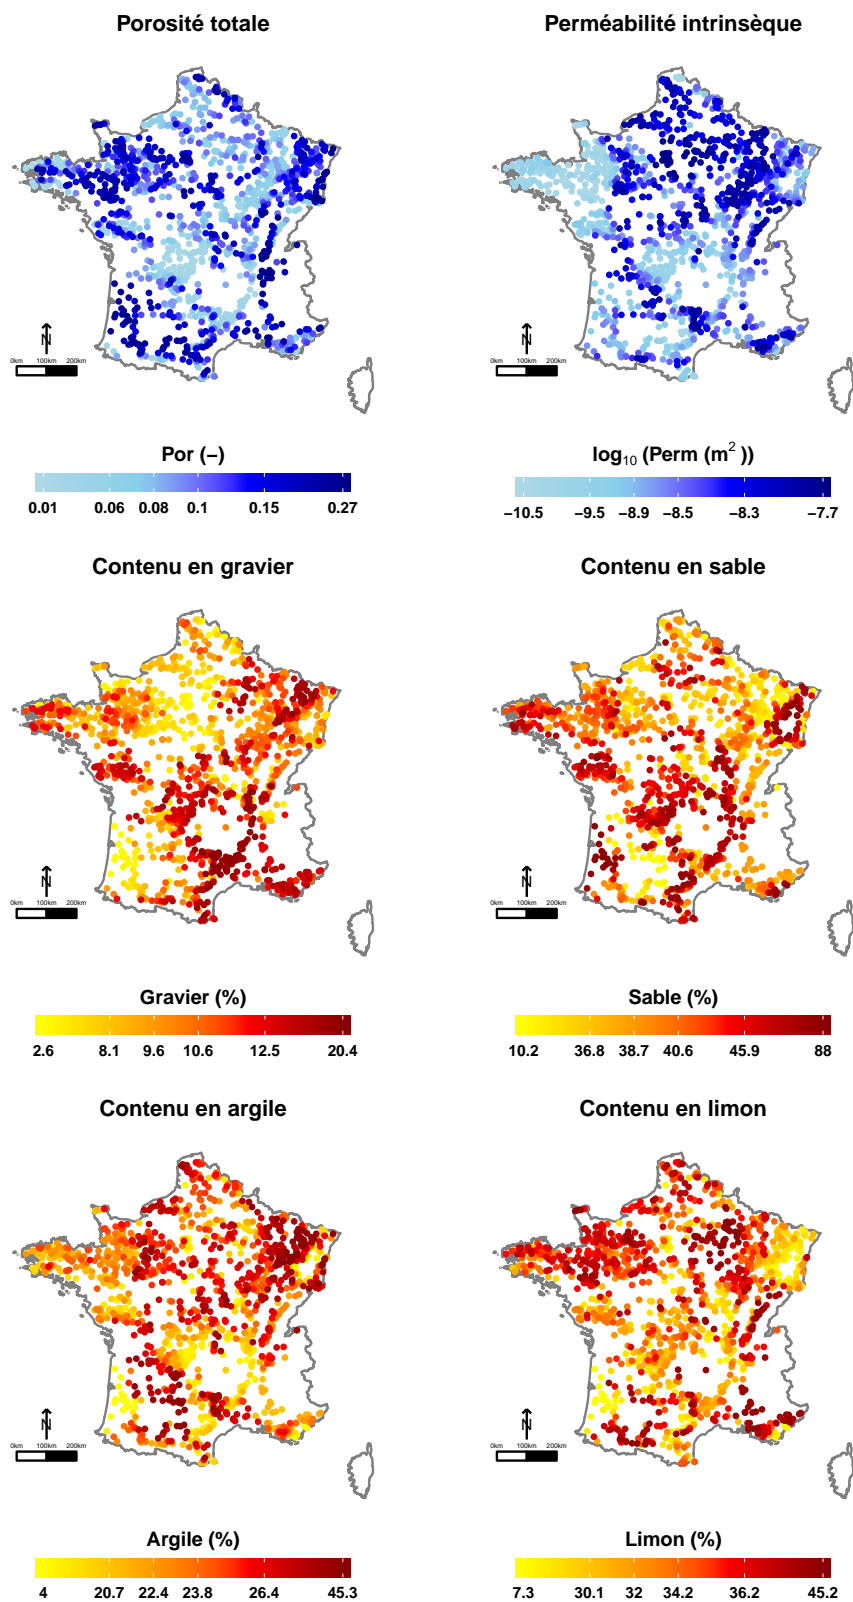 Porosité totale
Perméabilité intrinsèque
N
0km 100km 200km
N
0km 100km 200km
Por (−)
log10 (Perm (m2 ))
0.01 0.06 0.08 0.1 0.15 0.27
−10.5 −9.5 −8.9 −8.5 −8.3 −7.7
Contenu en gravier
Contenu en sable
N
0km 100km 200km
N
0km 100km 200km
Gravier (%)
Sable (%)
2.6 8.1 9.6 10.6 12.5 20.4
10.2 36.8 38.7 40.6 45.9 88
Contenu en argile
Contenu en limon
N
0km 100km 200km
N
0km 100km 200km
Argile (%)
Limon (%)
4 20.7 22.4 23.8 26.4 45.3
7.3 30.1 32 34.2 36.2 45.2